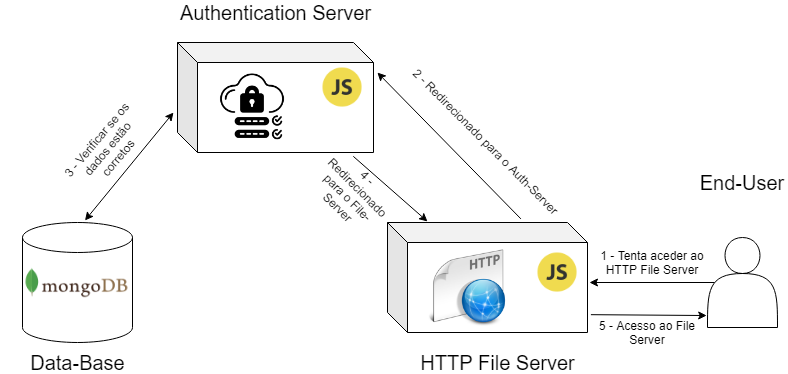 Authentication Server
JS
2 - Redirecionado para o Auth-Server
3 - Verificar se os
dados estão
corretos
4 -
Redirecionado
para o File-
Server
End-User
HTTP
JS
1 - Tenta aceder ao
HTTP File Server
mongoDB
5 - Acesso ao File
Server
Data-Base
HTTP File Server